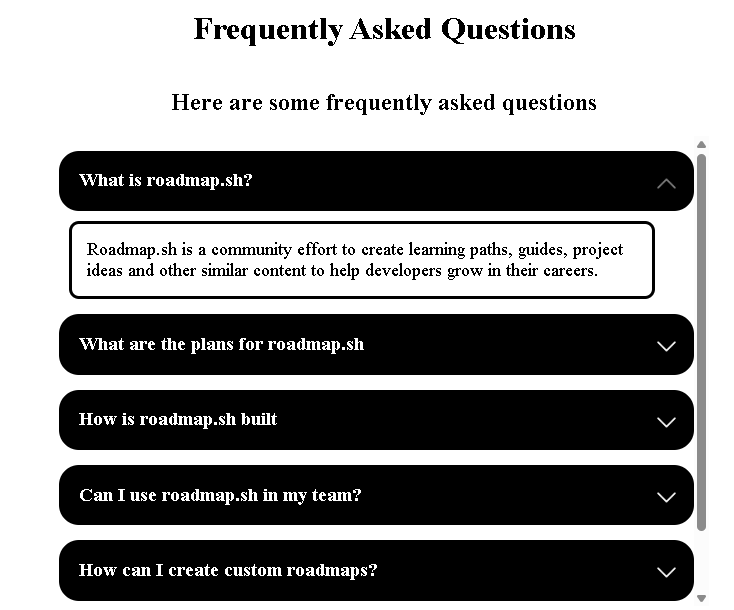 Frequently Asked Questions
Here are some frequently asked questions
What is roadmap.sh?
Roadmap.sh is a community effort to create learning paths, guides, project
ideas and other similar content to help developers grow in their careers.
What are the plans for roadmap.sh
How is roadmap.sh built
Can I use roadmap.sh in my team?
How can I create custom roadmaps?